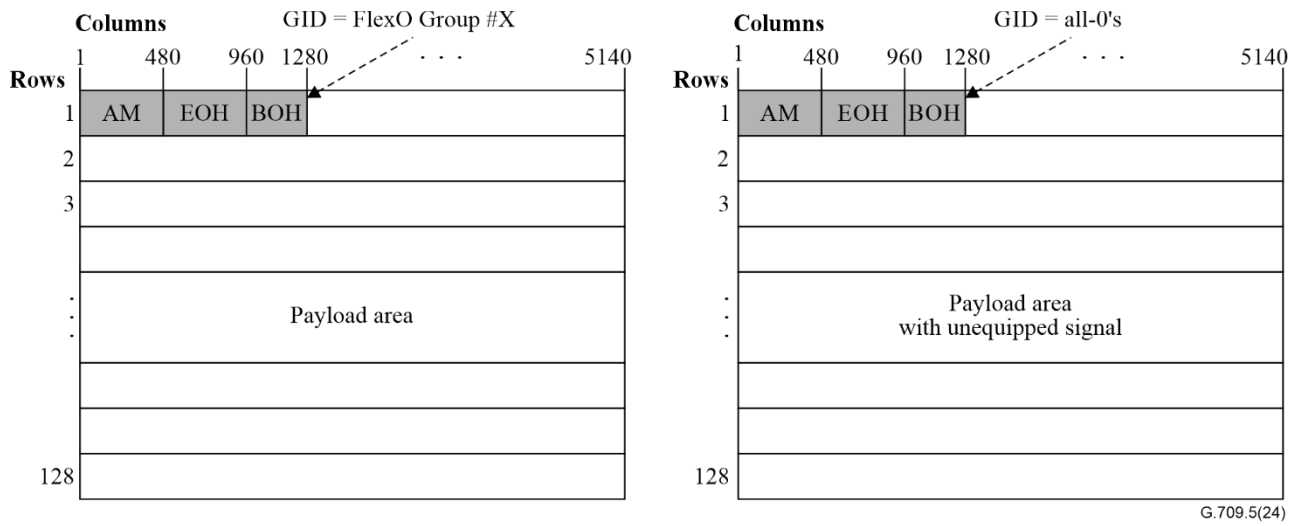 Columns GID = FlexO Group #X
1 480 960 1280 . . . 5140
Rows
1 AM EOH BOH
2
3
.
.
.
Payload area
128
Columns GID = all-0's
1 480 960 1280 . . . 5140
Rows
1 AM EOH BOH
2
3
.
.
.
Payload area
with unequipped signal
128
G.709.5(24)